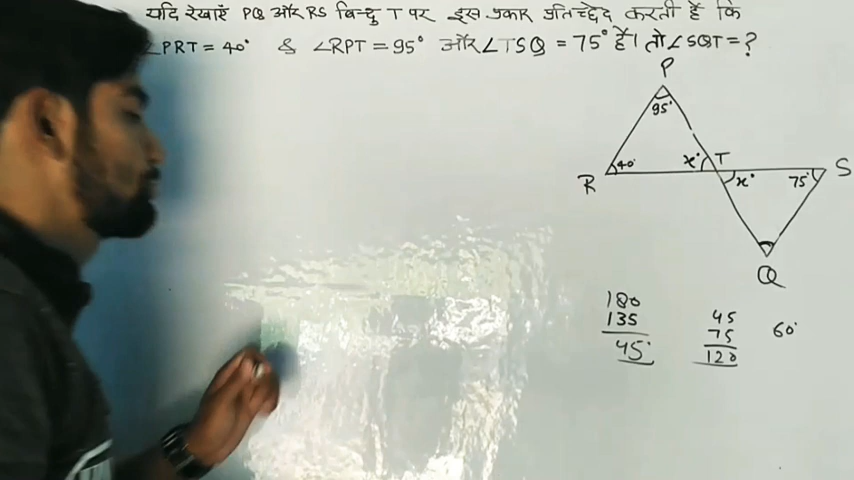 यदि रेखाएं PQ और RS बिन्दु T पर इस प्रकार प्रतिच्छेद करती हैं कि
∠PRT = 40° & ∠RPT = 95° और ∠TSQ = 75° है। तो ∠SQT = ?
P
95°
40° x° T S
R x° 75°
Q
180
135
45°
45
75
120
60°